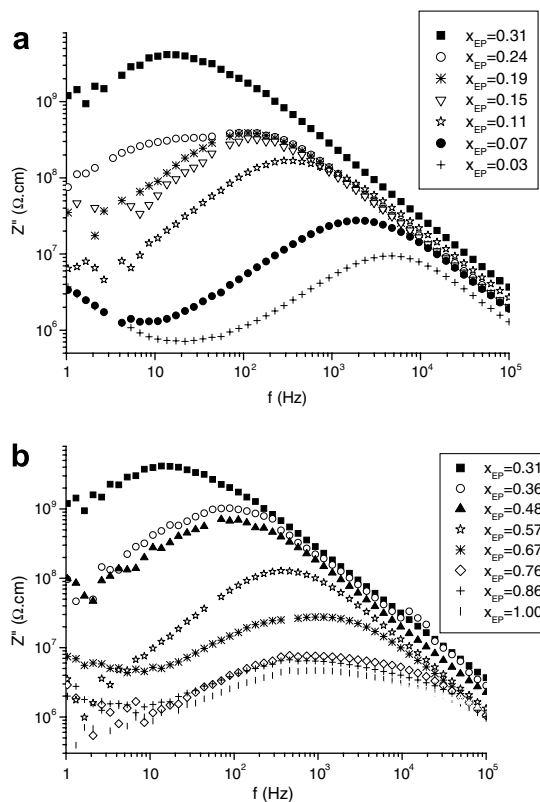 a
x_EP=0.31
x_EP=0.24
x_EP=0.19
x_EP=0.15
x_EP=0.11
x_EP=0.07
x_EP=0.03
Z'' (Ω.cm)
10^9
10^8
10^7
10^6
1 10 10^2 10^3 10^4 10^5
f (Hz)
b
x_EP=0.31
x_EP=0.36
x_EP=0.48
x_EP=0.57
x_EP=0.67
x_EP=0.76
x_EP=0.86
x_EP=1.00
Z'' (Ω.cm)
10^9
10^8
10^7
10^6
1 10 10^2 10^3 10^4 10^5
f (Hz)